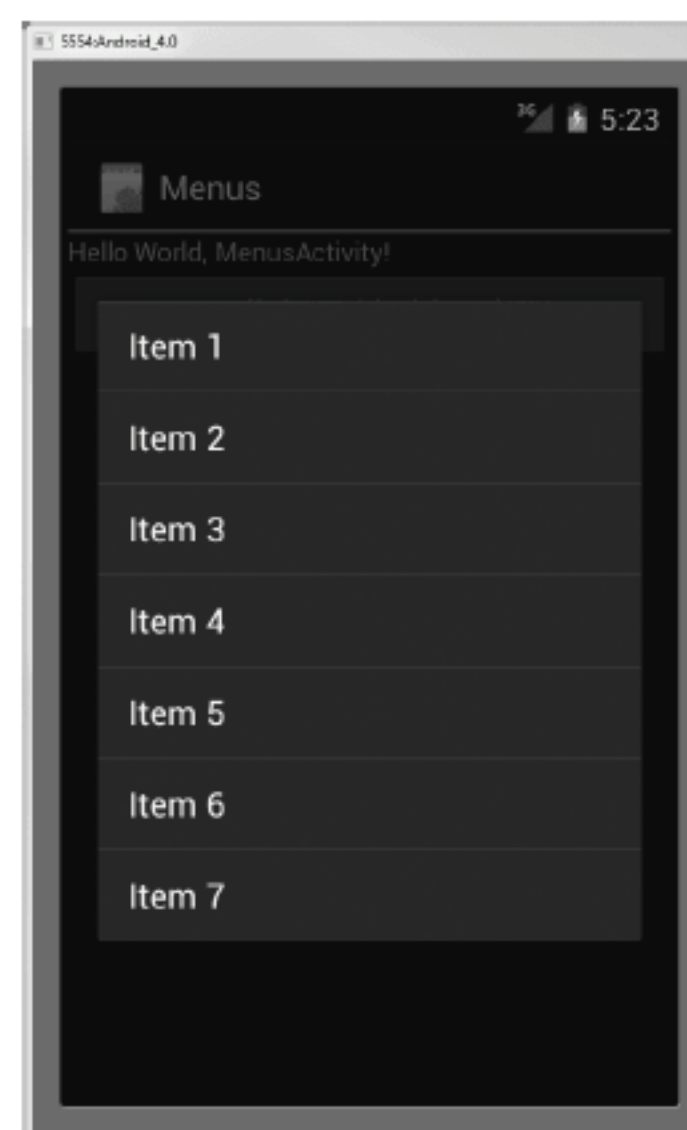 5554:Android_4.0
3G 5:23
Menus
Hello World, MenusActivity!
Item 1
Item 2
Item 3
Item 4
Item 5
Item 6
Item 7